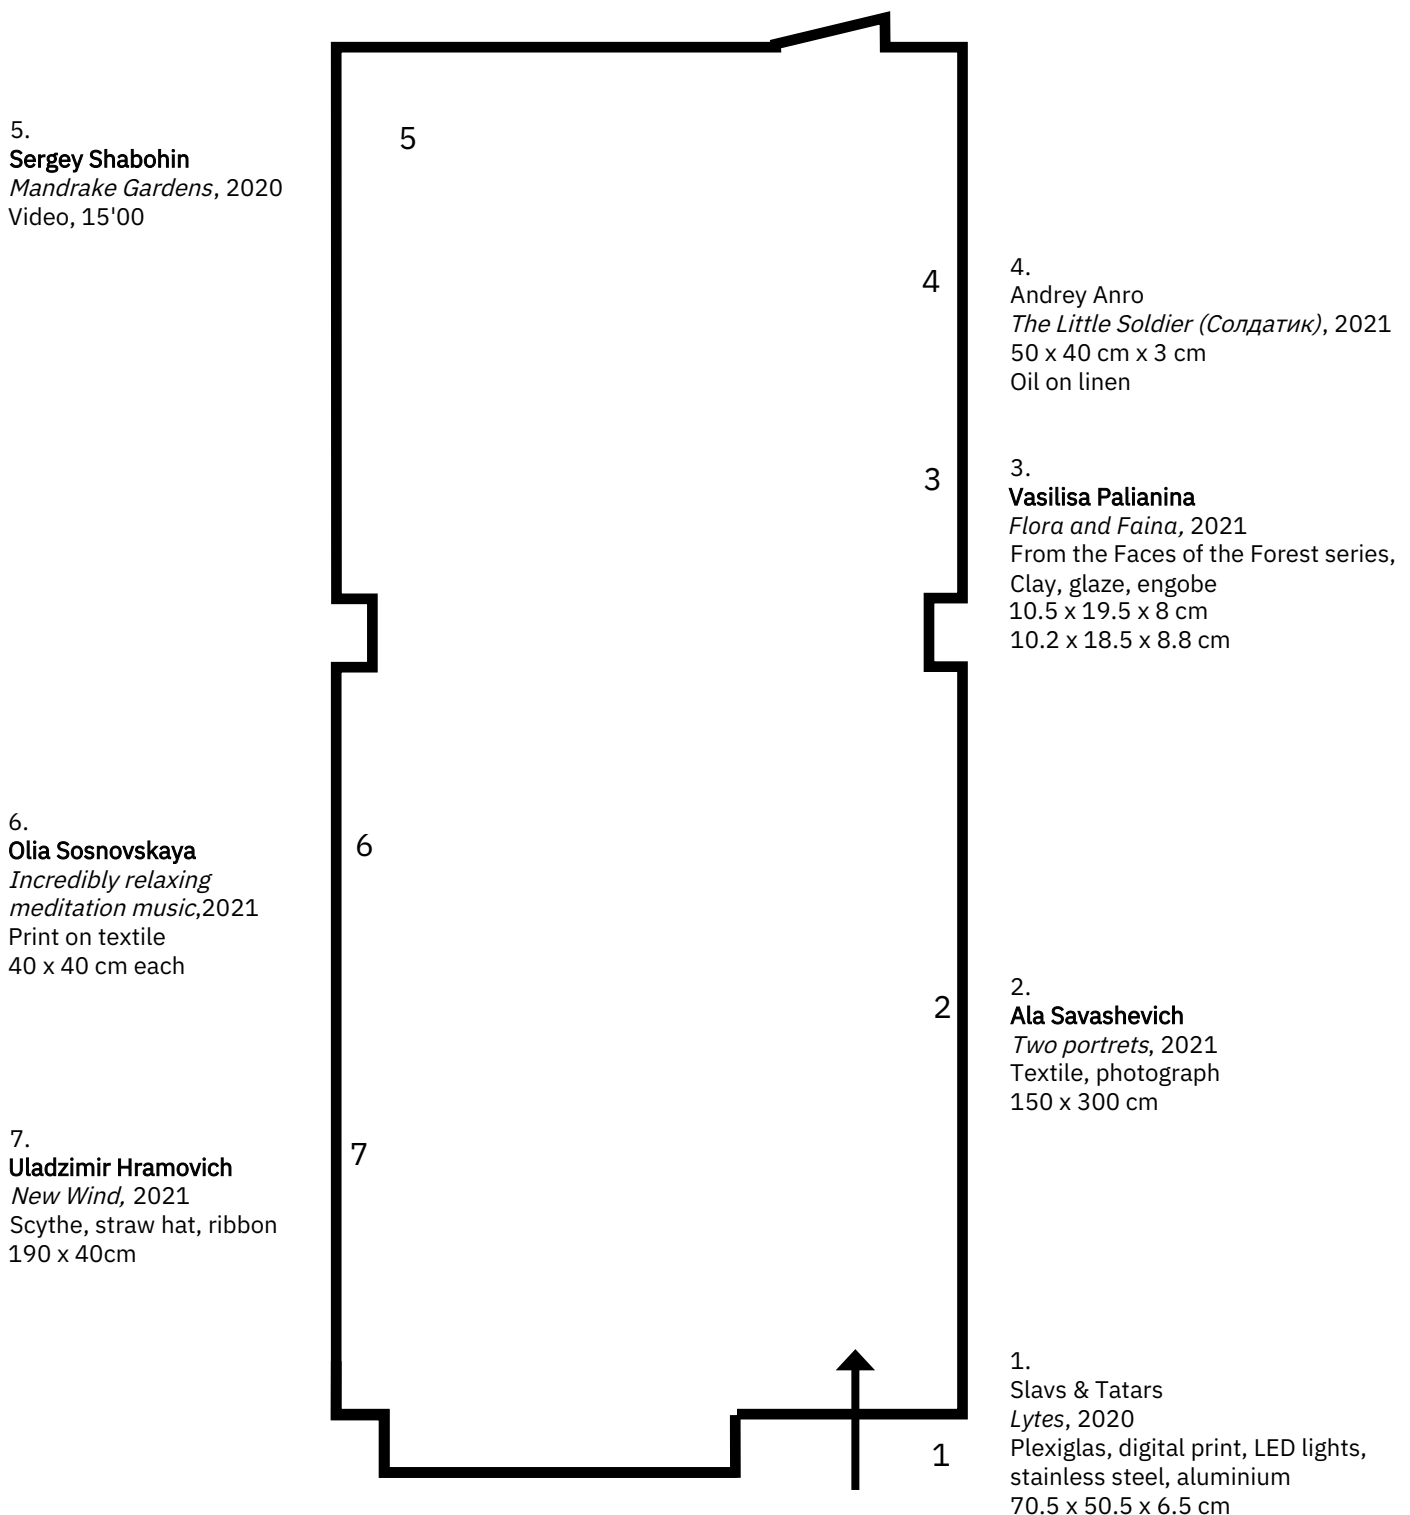 5.
Sergey Shabohin
Mandrake Gardens, 2020
Video, 15'00
5
4
4.
Andrey Anro
The Little Soldier (Солдатик), 2021
50 x 40 cm x 3 cm
Oil on linen
3
3.
Vasilisa Palianina
Flora and Faina, 2021
From the Faces of the Forest series,
Clay, glaze, engobe
10.5 x 19.5 x 8 cm
10.2 x 18.5 x 8.8 cm
6.
Olia Sosnovskaya
Incredibly relaxing
meditation music,2021
Print on textile
40 x 40 cm each
6
2
2.
Ala Savashevich
Two portrets, 2021
Textile, photograph
150 x 300 cm
7.
Uladzimir Hramovich
New Wind, 2021
Scythe, straw hat, ribbon
190 x 40cm
7
1
1.
Slavs & Tatars
Lytes, 2020
Plexiglas, digital print, LED lights,
stainless steel, aluminium
70.5 x 50.5 x 6.5 cm